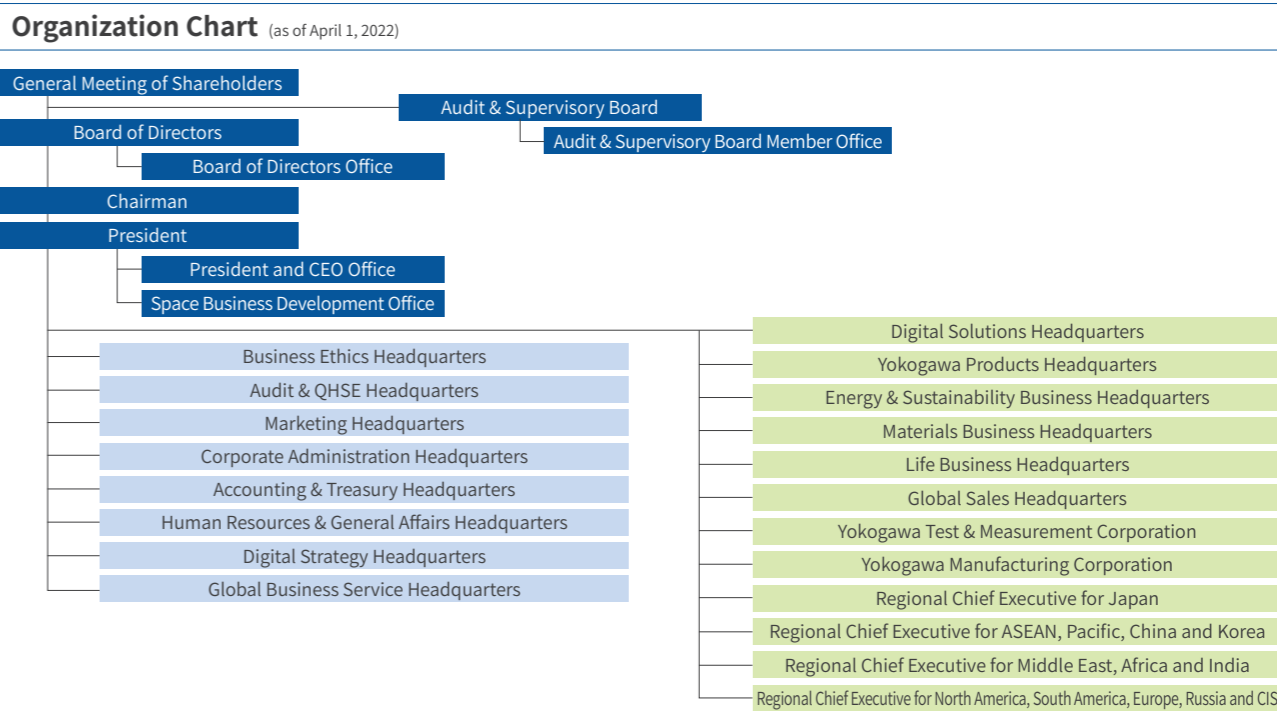 Organization Chart (as of April 1, 2022)
General Meeting of Shareholders
Audit & Supervisory Board
Board of Directors
Audit & Supervisory Board Member Office
Board of Directors Office
Chairman
President
President and CEO Office
Space Business Development Office
Business Ethics Headquarters
Audit & QHSE Headquarters
Marketing Headquarters
Corporate Administration Headquarters
Accounting & Treasury Headquarters
Human Resources & General Affairs Headquarters
Digital Strategy Headquarters
Global Business Service Headquarters
Digital Solutions Headquarters
Yokogawa Products Headquarters
Energy & Sustainability Business Headquarters
Materials Business Headquarters
Life Business Headquarters
Global Sales Headquarters
Yokogawa Test & Measurement Corporation
Yokogawa Manufacturing Corporation
Regional Chief Executive for Japan
Regional Chief Executive for ASEAN, Pacific, China and Korea
Regional Chief Executive for Middle East, Africa and India
Regional Chief Executive for North America, South America, Europe, Russia and CIS